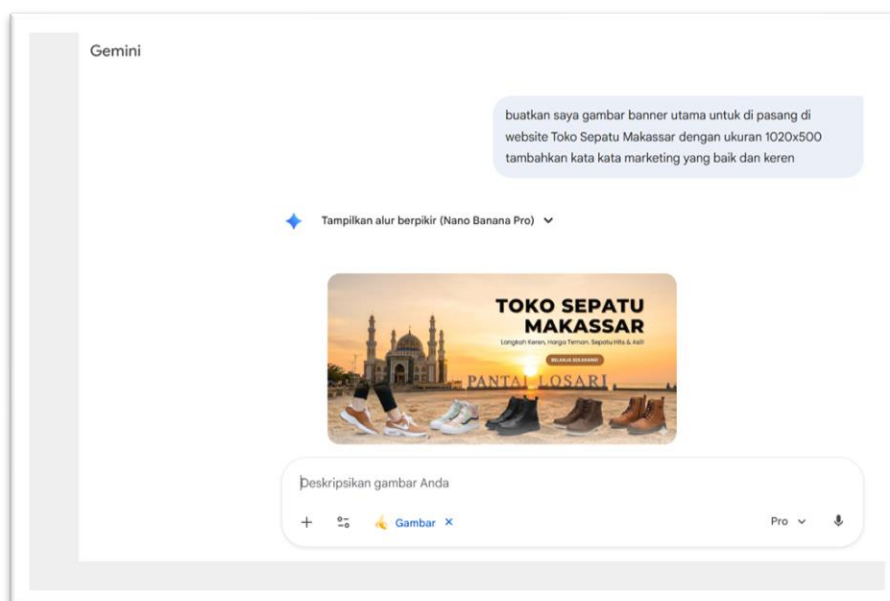 Gemini
buatkan saya gambar banner utama untuk di pasang di
website Toko Sepatu Makassar dengan ukuran 1020x500
tambahkan kata kata marketing yang baik dan keren
Tampilkan alur berpikir (Nano Banana Pro)
TOKO SEPATU
MAKASSAR
Langkah Keren, Harga Teman. Sepatu Hits & Asli!
BELANJA SEKARANG!
PANTAI LOSARI
Deskripsikan gambar Anda
Gambar
Pro